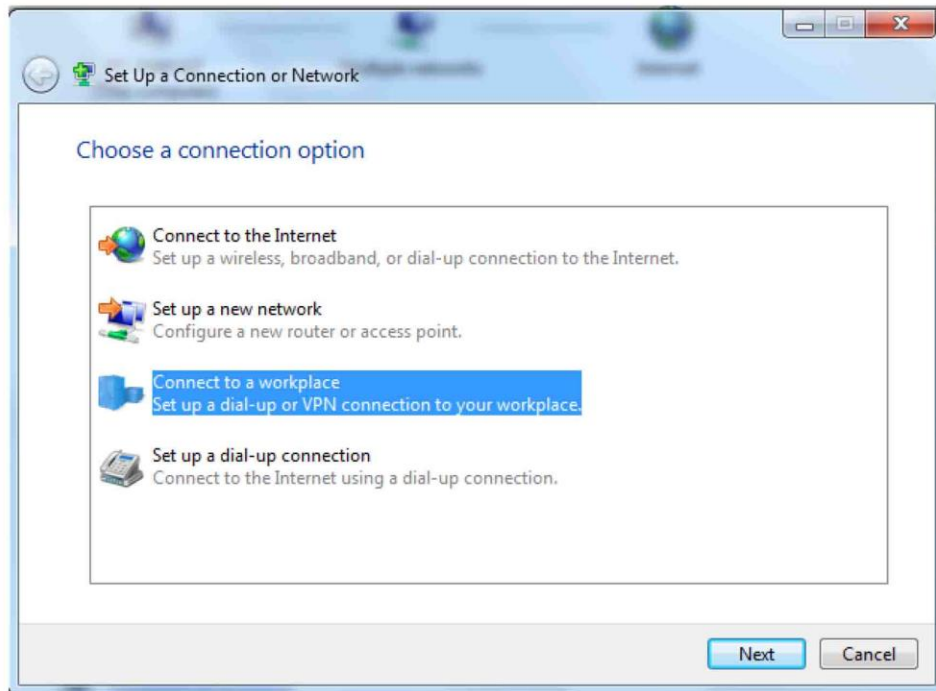 Set Up a Connection or Network
Choose a connection option
Connect to the Internet
Set up a wireless, broadband, or dial-up connection to the Internet.
Set up a new network
Configure a new router or access point.
Connect to a workplace
Set up a dial-up or VPN connection to your workplace.
Set up a dial-up connection
Connect to the Internet using a dial-up connection.
Next Cancel